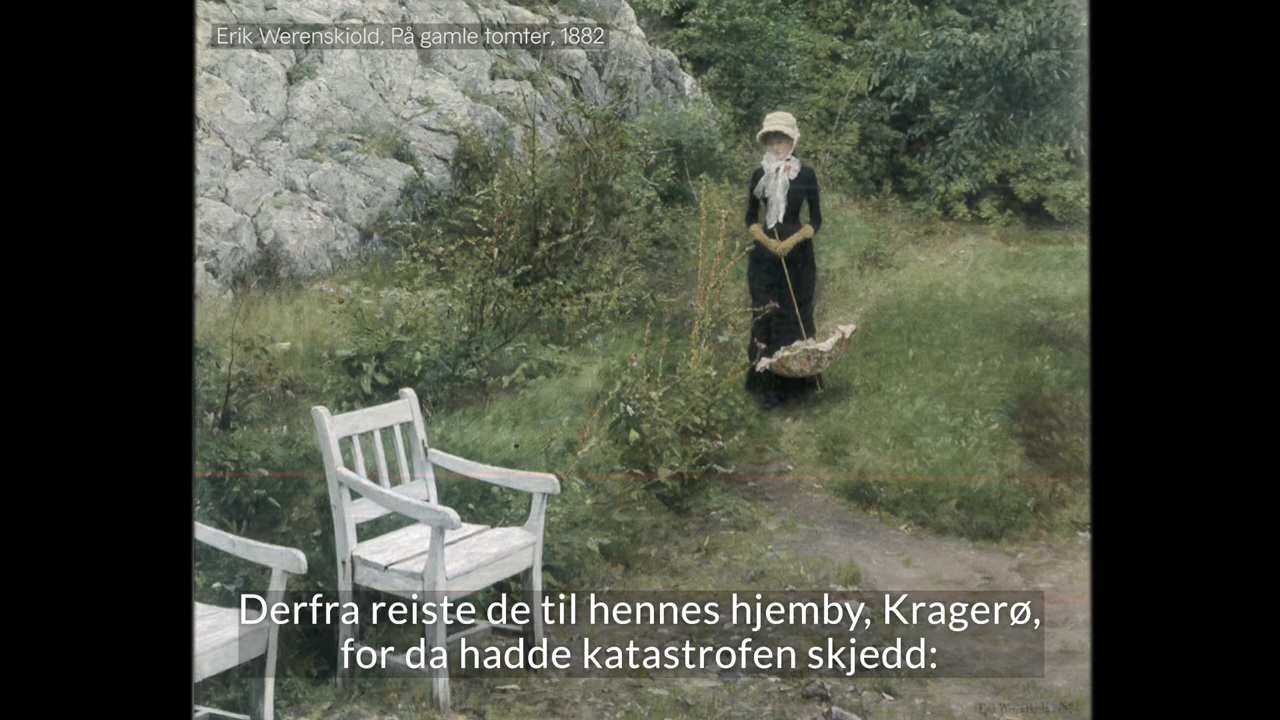 Erik Werenskiold, På gamle tomter, 1882
Derfra reiste de til hennes hjemby, Kragerø,
for da hadde katastrofen skjedd: